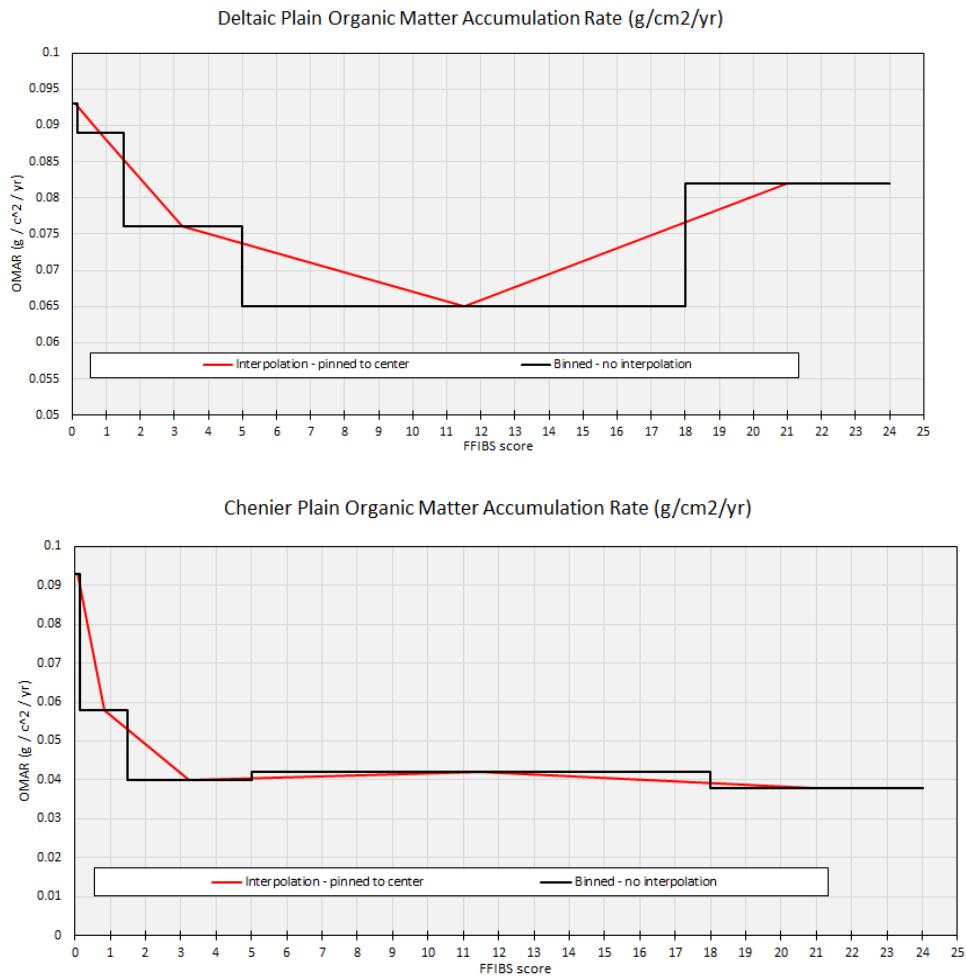 Deltaic Plain Organic Matter Accumulation Rate (g/cm2/yr)
0.1
0.095
0.09
0.085
0.08
0.075
0.07
0.065
0.06
0.055
0.05
OMAR (g / c^2 / yr)
Interpolation - pinned to center
Binned - no interpolation
0 1 2 3 4 5 6 7 8 9 10 11 12 13 14 15 16 17 18 19 20 21 22 23 24 25
FFIBS score
Chenier Plain Organic Matter Accumulation Rate (g/cm2/yr)
0.1
0.09
0.08
0.07
0.06
0.05
0.04
0.03
0.02
0.01
0
OMAR (g / c^2 / yr)
Interpolation - pinned to center
Binned - no interpolation
0 1 2 3 4 5 6 7 8 9 10 11 12 13 14 15 16 17 18 19 20 21 22 23 24 25
FFIBS score